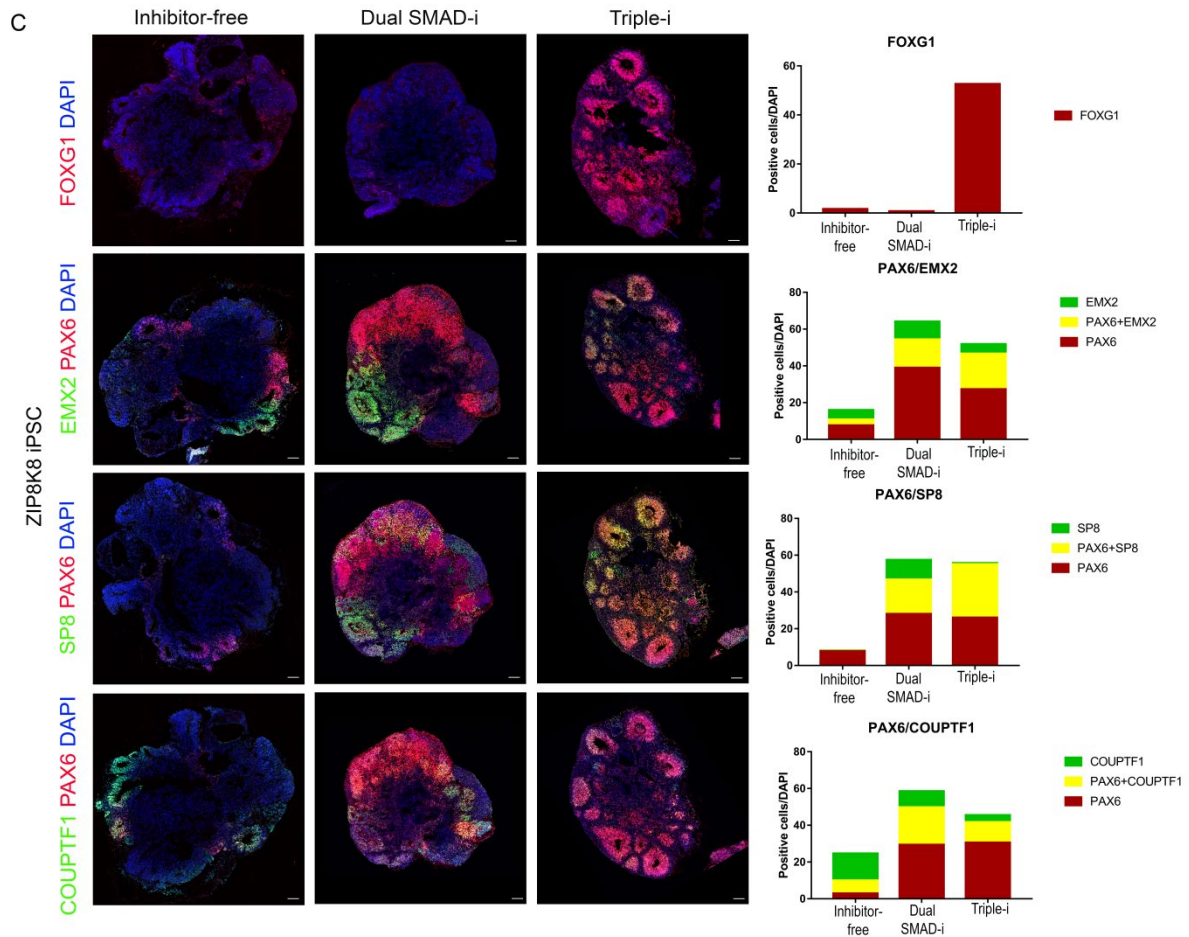 C
Inhibitor-free
Dual SMAD-i
Triple-i
ZIP8K8 iPSC
FOXG1 DAPI
EMX2 PAX6 DAPI
SP8 PAX6 DAPI
COUPTF1 PAX6 DAPI
FOXG1
Positive cells/DAPI
60
40
20
0
Inhibitor-
free
Dual
SMAD-i
Triple-i
FOXG1
PAX6/EMX2
Positive cells/DAPI
80
60
40
20
0
Inhibitor-
free
Dual
SMAD-i
Triple-i
EMX2
PAX6+EMX2
PAX6
PAX6/SP8
Positive cells/DAPI
80
60
40
20
0
Inhibitor-
free
Dual
SMAD-i
Triple-i
SP8
PAX6+SP8
PAX6
PAX6/COUPTF1
Positive cells/DAPI
80
60
40
20
0
Inhibitor-
free
Dual
SMAD-i
Triple-i
COUPTF1
PAX6+COUPTF1
PAX6